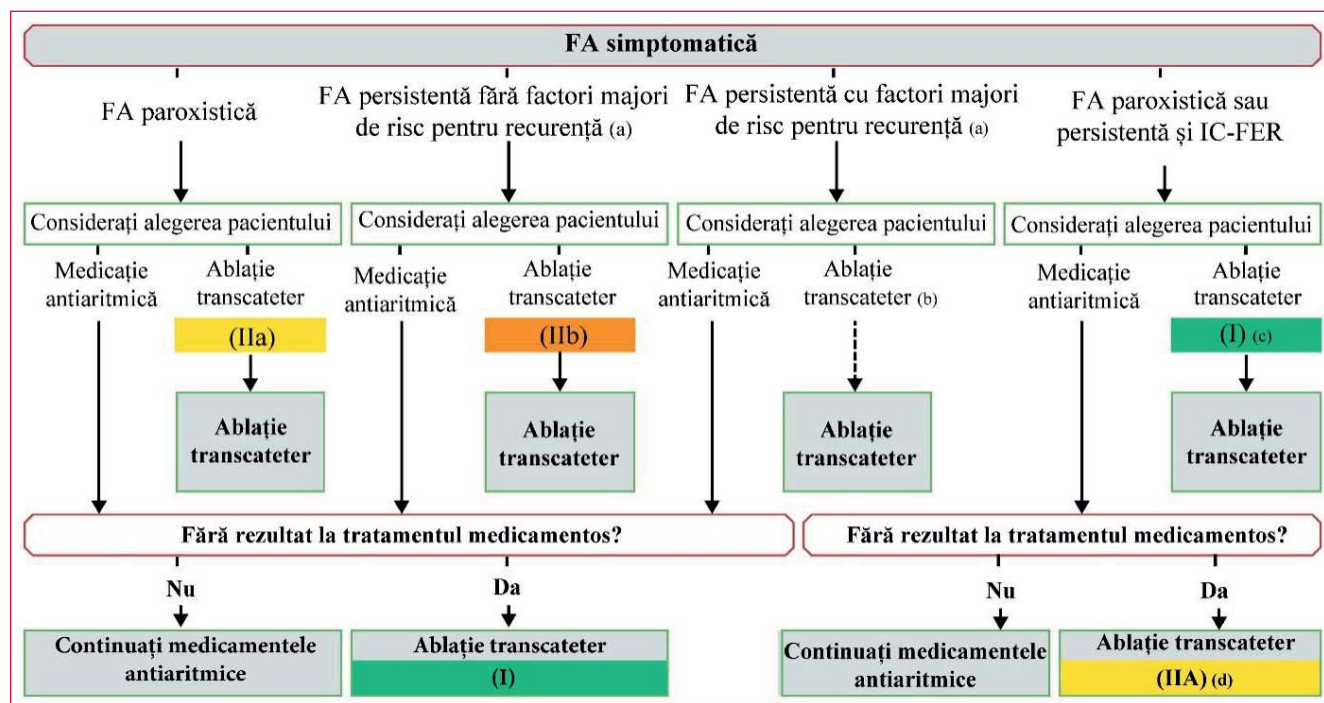 FA simptomatică
FA paroxistică
FA persistentă fără factori majori
de risc pentru recurență (a)
FA persistentă cu factori majori
de risc pentru recurență (a)
FA paroxistică sau
persistentă și IC-FER
Considerați alegerea pacientului
Considerați alegerea pacientului
Considerați alegerea pacientului
Considerați alegerea pacientului
Medicație
antiaritmică
Ablație
transcateter
(IIa)
Ablație
transcateter
Medicație
antiaritmică
Ablație
transcateter
(IIb)
Ablație
transcateter
Medicație
antiaritmică
Ablație
transcateter (b)
Ablație
transcateter
Medicație
antiaritmică
Ablație
transcateter
(I) (c)
Ablație
transcateter
Fără rezultat la tratamentul medicamentos?
Nu
Da
Continuați medicamentele
antiaritmice
Ablație transcateter
(I)
Fără rezultat la tratamentul medicamentos?
Nu
Da
Continuați medicamentele
antiaritmice
Ablație transcateter
(IIA) (d)